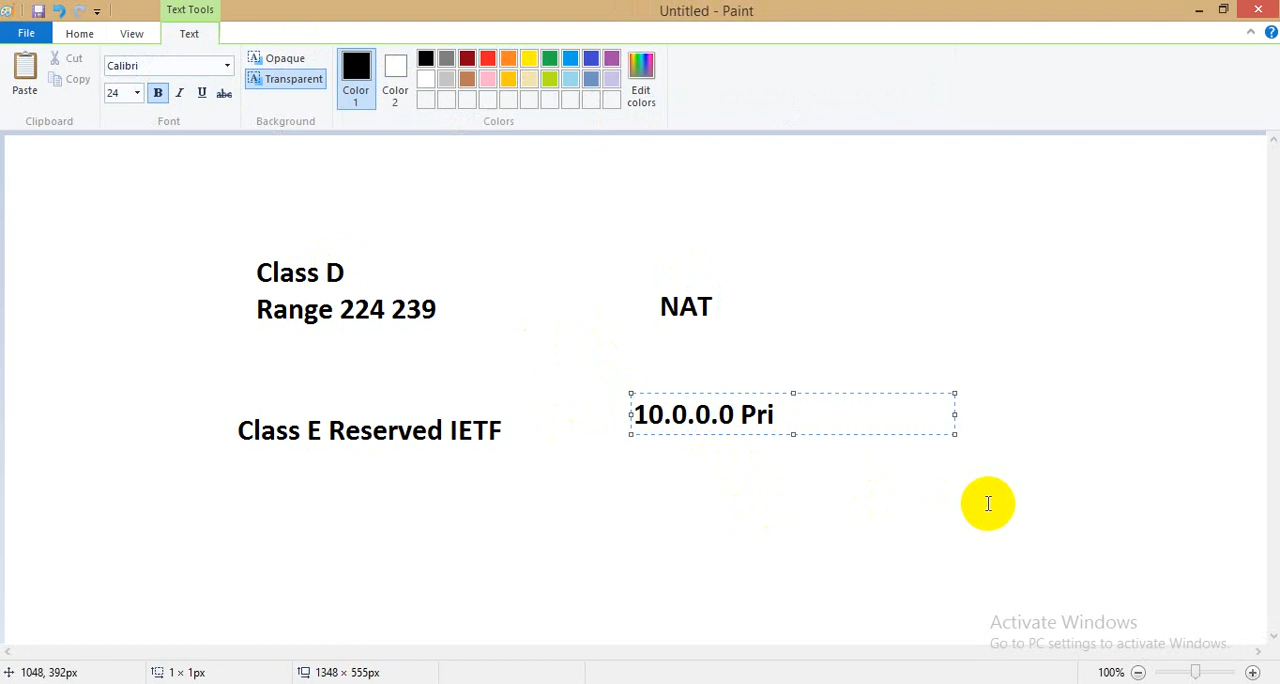 Text Tools
Untitled - Paint
File
Home
View
Text
Paste
Cut
Copy
Clipboard
Calibri
24
B
I
U
abc
Font
Opaque
Transparent
Background
Color 1
Color 2
Edit colors
Colors
Class D
Range 224 239
NAT
10.0.0.0 Pri
Class E Reserved IETF
Activate Windows
Go to PC settings to activate Windows.
1048, 392px
1 × 1px
1348 × 555px
100%